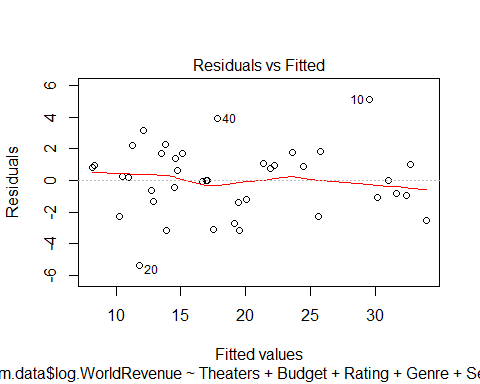 Residuals vs Fitted
Residuals
6
4
2
0
-2
-4
-6
10
40
20
10 15 20 25 30
Fitted values
m.data$log.WorldRevenue ~ Theaters + Budget + Rating + Genre + Se